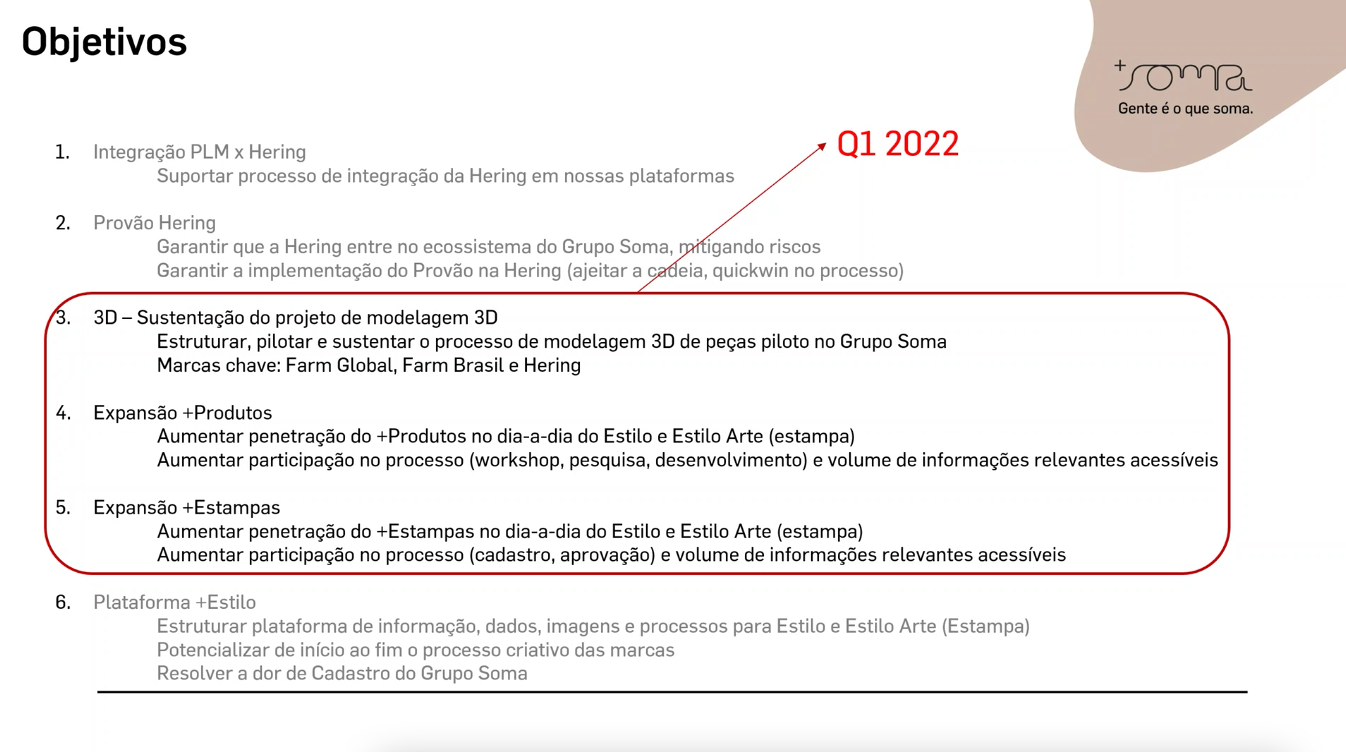 Objetivos
+soma
Gente é o que soma.
Q1 2022
1. Integração PLM x Hering
Suportar processo de integração da Hering em nossas plataformas
2. Provão Hering
Garantir que a Hering entre no ecossistema do Grupo Soma, mitigando riscos
Garantir a implementação do Provão na Hering (ajeitar a cadeia, quickwin no processo)
3. 3D – Sustentação do projeto de modelagem 3D
Estruturar, pilotar e sustentar o processo de modelagem 3D de peças piloto no Grupo Soma
Marcas chave: Farm Global, Farm Brasil e Hering
4. Expansão +Produtos
Aumentar penetração do +Produtos no dia-a-dia do Estilo e Estilo Arte (estampa)
Aumentar participação no processo (workshop, pesquisa, desenvolvimento) e volume de informações relevantes acessíveis
5. Expansão +Estampas
Aumentar penetração do +Estampas no dia-a-dia do Estilo e Estilo Arte (estampa)
Aumentar participação no processo (cadastro, aprovação) e volume de informações relevantes acessíveis
6. Plataforma +Estilo
Estruturar plataforma de informação, dados, imagens e processos para Estilo e Estilo Arte (Estampa)
Potencializar de início ao fim o processo criativo das marcas
Resolver a dor de Cadastro do Grupo Soma